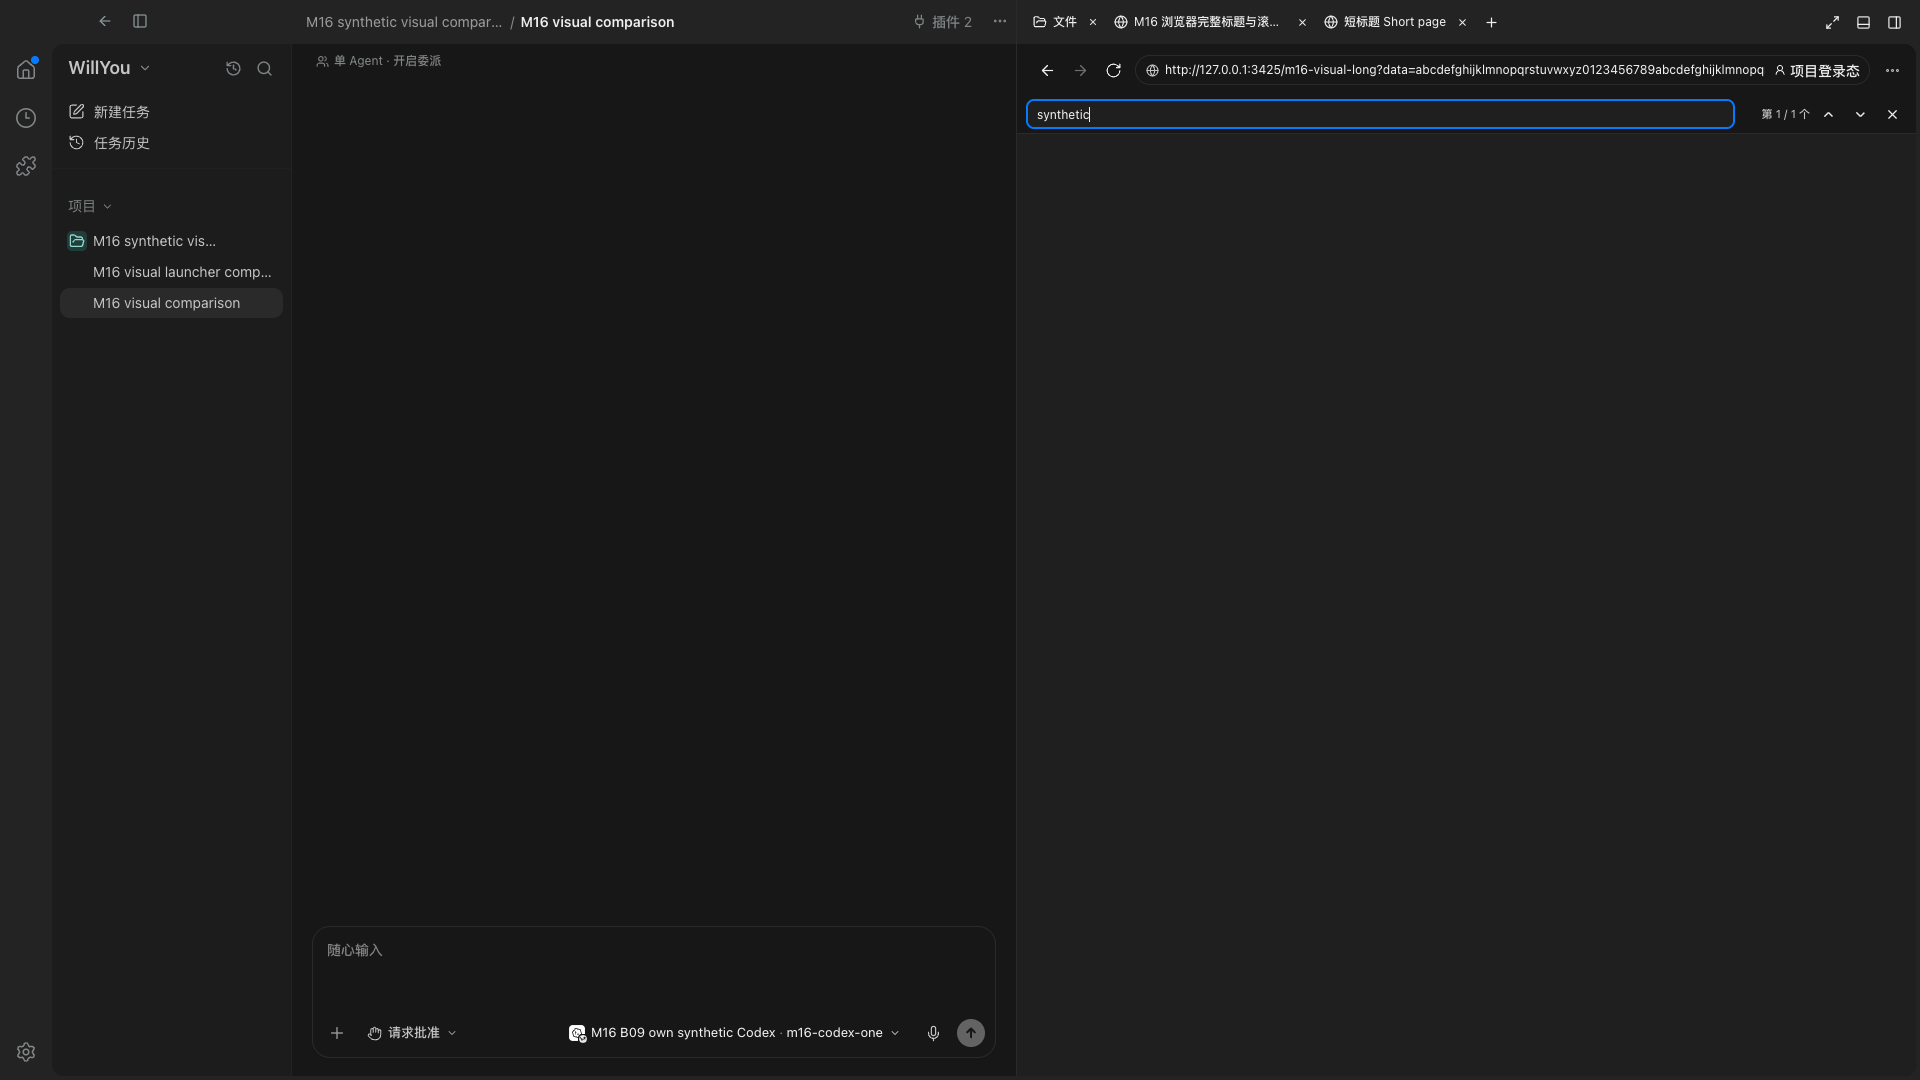 M16 synthetic visual compar... / M16 visual comparison
插件 2
文件
M16 浏览器完整标题与滚...
短标题 Short page
WillYou
新建任务
任务历史
项目
M16 synthetic vis...
M16 visual launcher comp...
M16 visual comparison
单 Agent · 开启委派
http://127.0.0.1:3425/m16-visual-long?data=abcdefghijklmnopqrstuvwxyz0123456789abcdefghijklmnopq
项目登录态
synthetic
第 1 / 1 个
随心输入
请求批准
M16 B09 own synthetic Codex · m16-codex-one